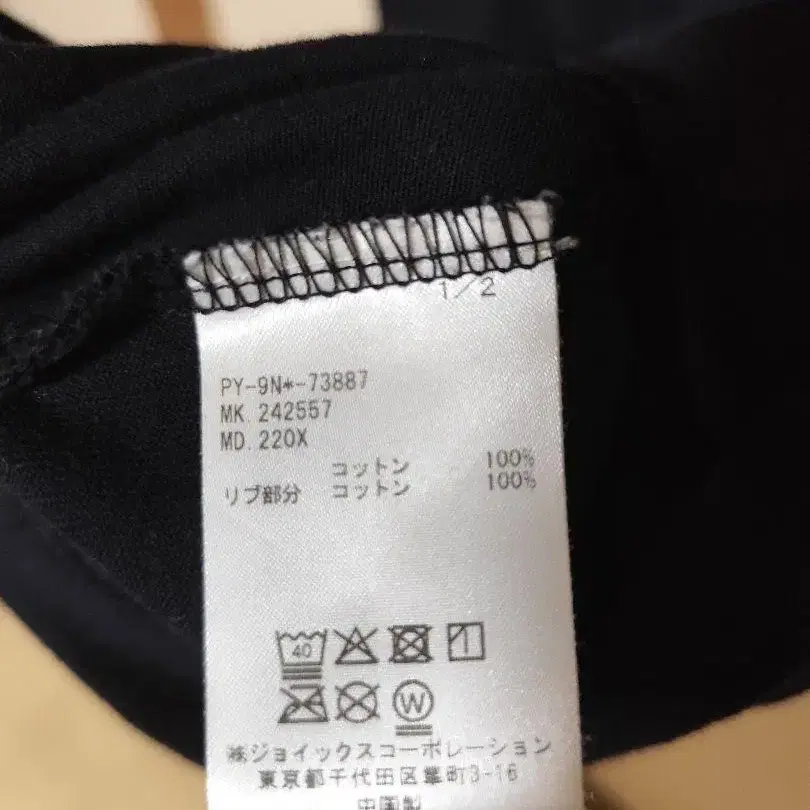 1/2
PY-9N*-73887
MK.242557
MD.220X
コットン 100%
リブ部分 コットン 100%
40
W
㈱ジョイックスコーポレーション
東京都千代田区隼町3-16
中国製